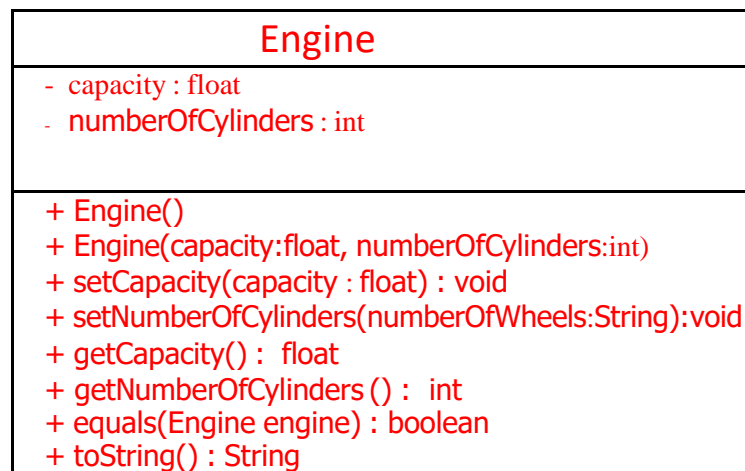 Engine
- capacity : float
- numberOfCylinders : int
+ Engine()
+ Engine(capacity:float, numberOfCylinders:int)
+ setCapacity(capacity : float) : void
+ setNumberOfCylinders(numberOfWheels:String):void
+ getCapacity() : float
+ getNumberOfCylinders () : int
+ equals(Engine engine) : boolean
+ toString() : String